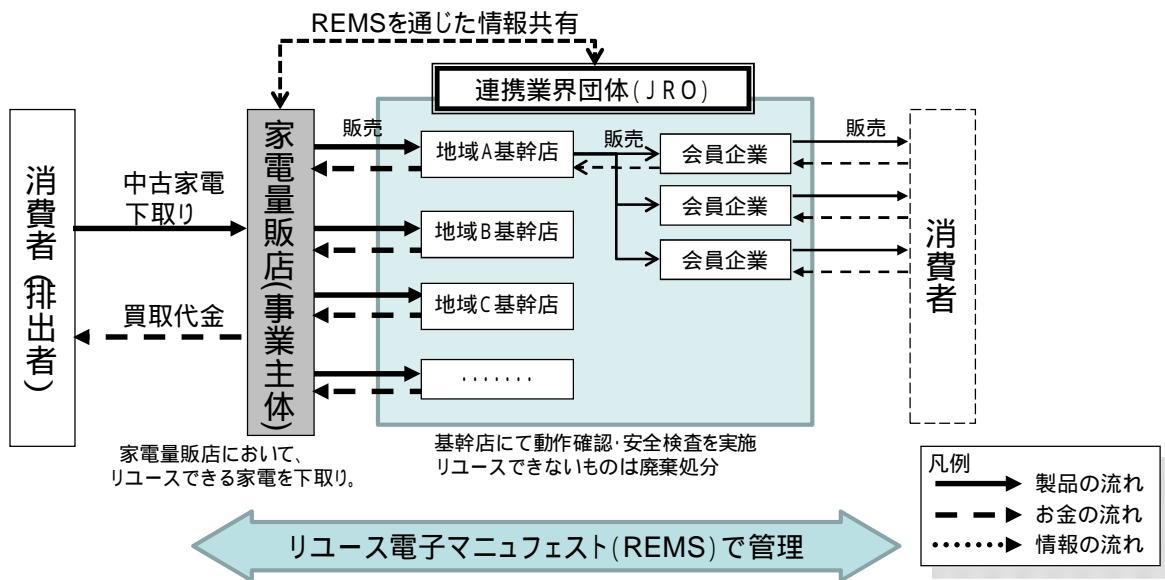 REMSを通じた情報共有
連携業界団体(JRO)
消費者(排出者)
中古家電
下取り
買取代金
家電量販店(事業主体)
販売
地域A基幹店
地域B基幹店
地域C基幹店
.......
販売
会員企業
会員企業
会員企業
販売
消費者
家電量販店において、
リユースできる家電を下取り。
基幹店にて動作確認・安全検査を実施
リユースできないものは廃棄処分
凡例
製品の流れ
お金の流れ
情報の流れ
リユース電子マニュフェスト(REMS)で管理